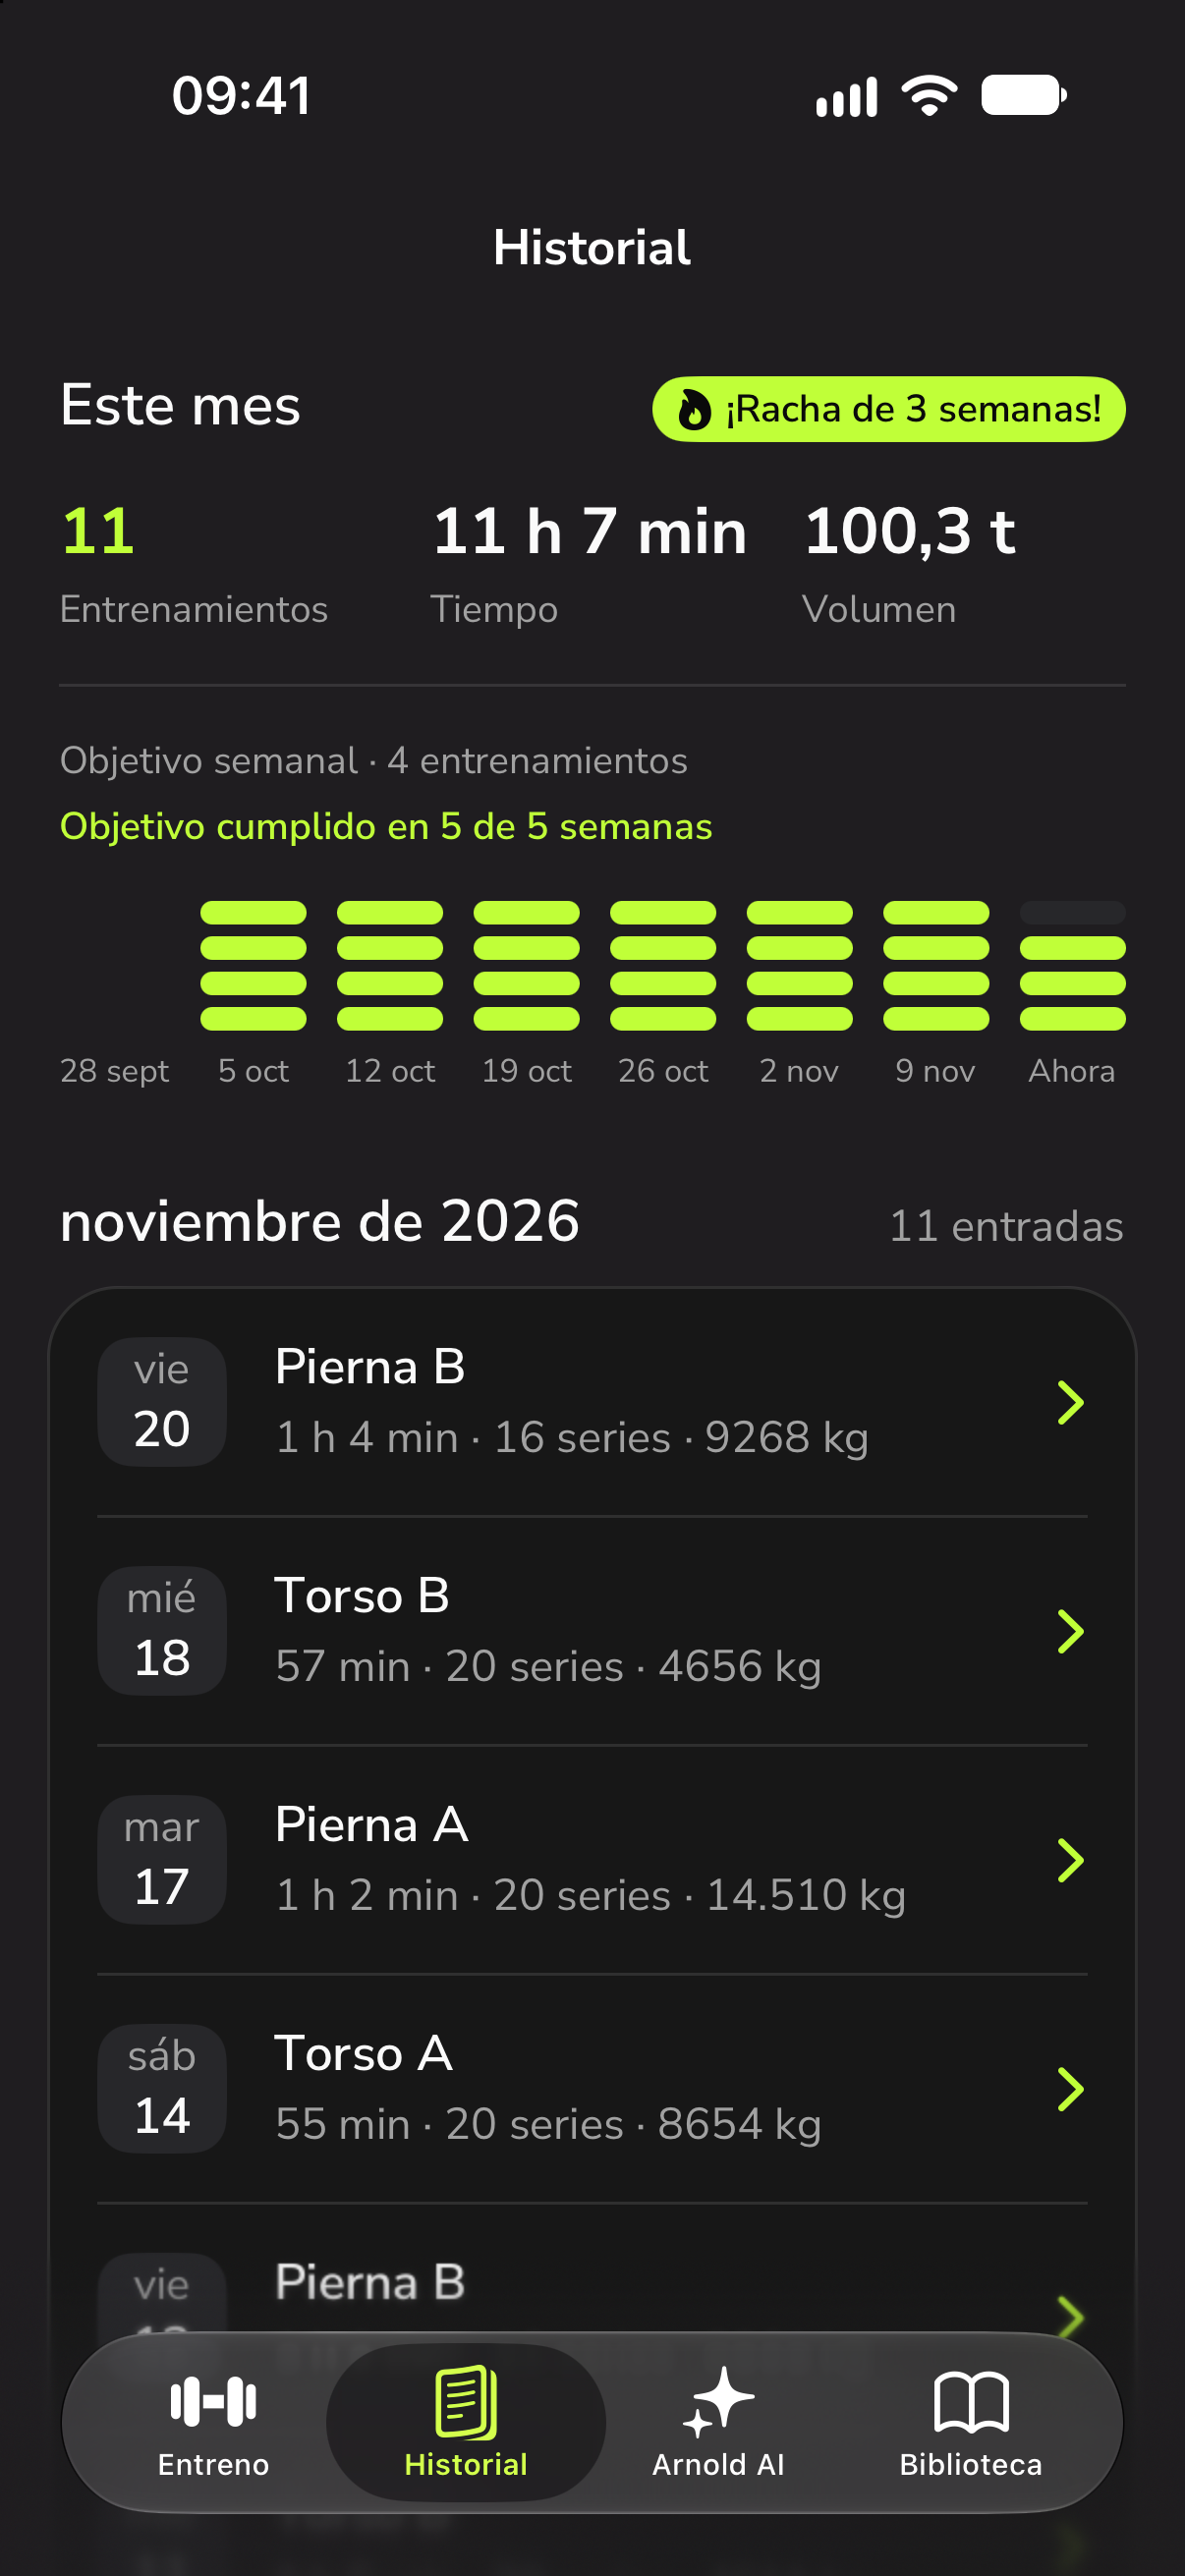 09:41
Historial
Este mes
¡Racha de 3 semanas!
11
11 h 7 min
100,3 t
Entrenamientos
Tiempo
Volumen
Objetivo semanal · 4 entrenamientos
Objetivo cumplido en 5 de 5 semanas
28 sept
5 oct
12 oct
19 oct
26 oct
2 nov
9 nov
Ahora
noviembre de 2026
11 entradas
vie
20
Pierna B
1 h 4 min · 16 series · 9268 kg
mié
18
Torso B
57 min · 20 series · 4656 kg
mar
17
Pierna A
1 h 2 min · 20 series · 14.510 kg
sáb
14
Torso A
55 min · 20 series · 8654 kg
vie
Pierna B
Entreno
Historial
Arnold AI
Biblioteca